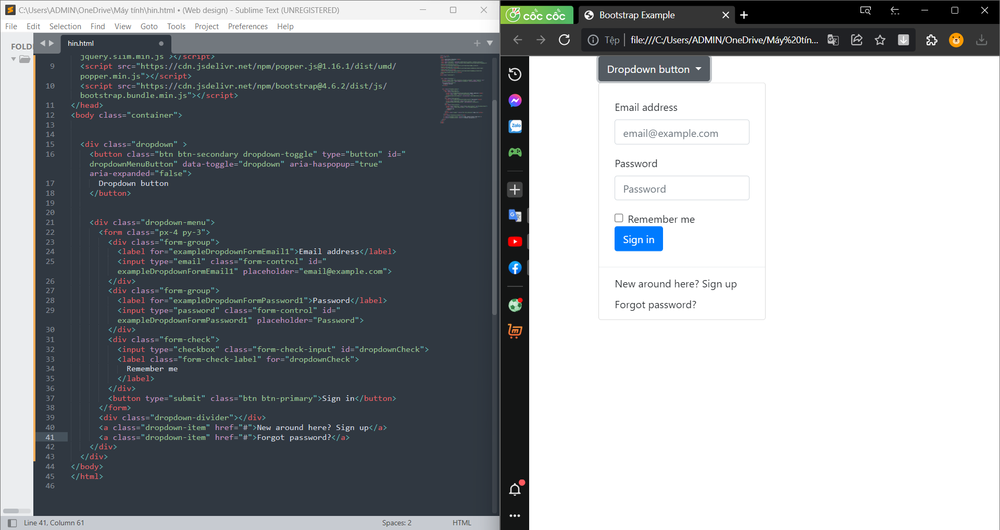 C:\Users\ADMIN\OneDrive\Máy tính\hin.html • (Web design) - Sublime Text (UNREGISTERED)
File Edit Selection Find View Goto Tools Project Preferences Help
FOLD
hin.html
jquery.slim.min.js"></script>
9 <script src="https://cdn.jsdelivr.net/npm/popper.js@1.16.1/dist/umd/
popper.min.js"></script>
10 <script src="https://cdn.jsdelivr.net/npm/bootstrap@4.6.2/dist/js/
bootstrap.bundle.min.js"></script>
11 </head>
12 <body class="container">
13
14
15 <div class="dropdown" >
16 <button class="btn btn-secondary dropdown-toggle" type="button" id="
dropdownMenuButton" data-toggle="dropdown" aria-haspopup="true"
aria-expanded="false">
17 Dropdown button
18 </button>
19
20
21 <div class="dropdown-menu">
22 <form class="px-4 py-3">
23 <div class="form-group">
24 <label for="exampleDropdownFormEmail1">Email address</label>
25 <input type="email" class="form-control" id="
exampleDropdownFormEmail1" placeholder="email@example.com">
26 </div>
27 <div class="form-group">
28 <label for="exampleDropdownFormPassword1">Password</label>
29 <input type="password" class="form-control" id="
exampleDropdownFormPassword1" placeholder="Password">
30 </div>
31 <div class="form-check">
32 <input type="checkbox" class="form-check-input" id="dropdownCheck">
33 <label class="form-check-label" for="dropdownCheck">
34 Remember me
35 </label>
36 </div>
37 <button type="submit" class="btn btn-primary">Sign in</button>
38 </form>
39 <div class="dropdown-divider"></div>
40 <a class="dropdown-item" href="#">New around here? Sign up</a>
41 <a class="dropdown-item" href="#">Forgot password?</a>
42 </div>
43 </div>
44 </body>
45 </html>
46
Line 41, Column 61 Spaces: 2 HTML
cốc cốc
Bootstrap Example
Tệp file:///C:/Users/ADMIN/OneDrive/Máy%20tín...
Zalo
Dropdown button
Email address
email@example.com
Password
Password
Remember me
Sign in
New around here? Sign up
Forgot password?